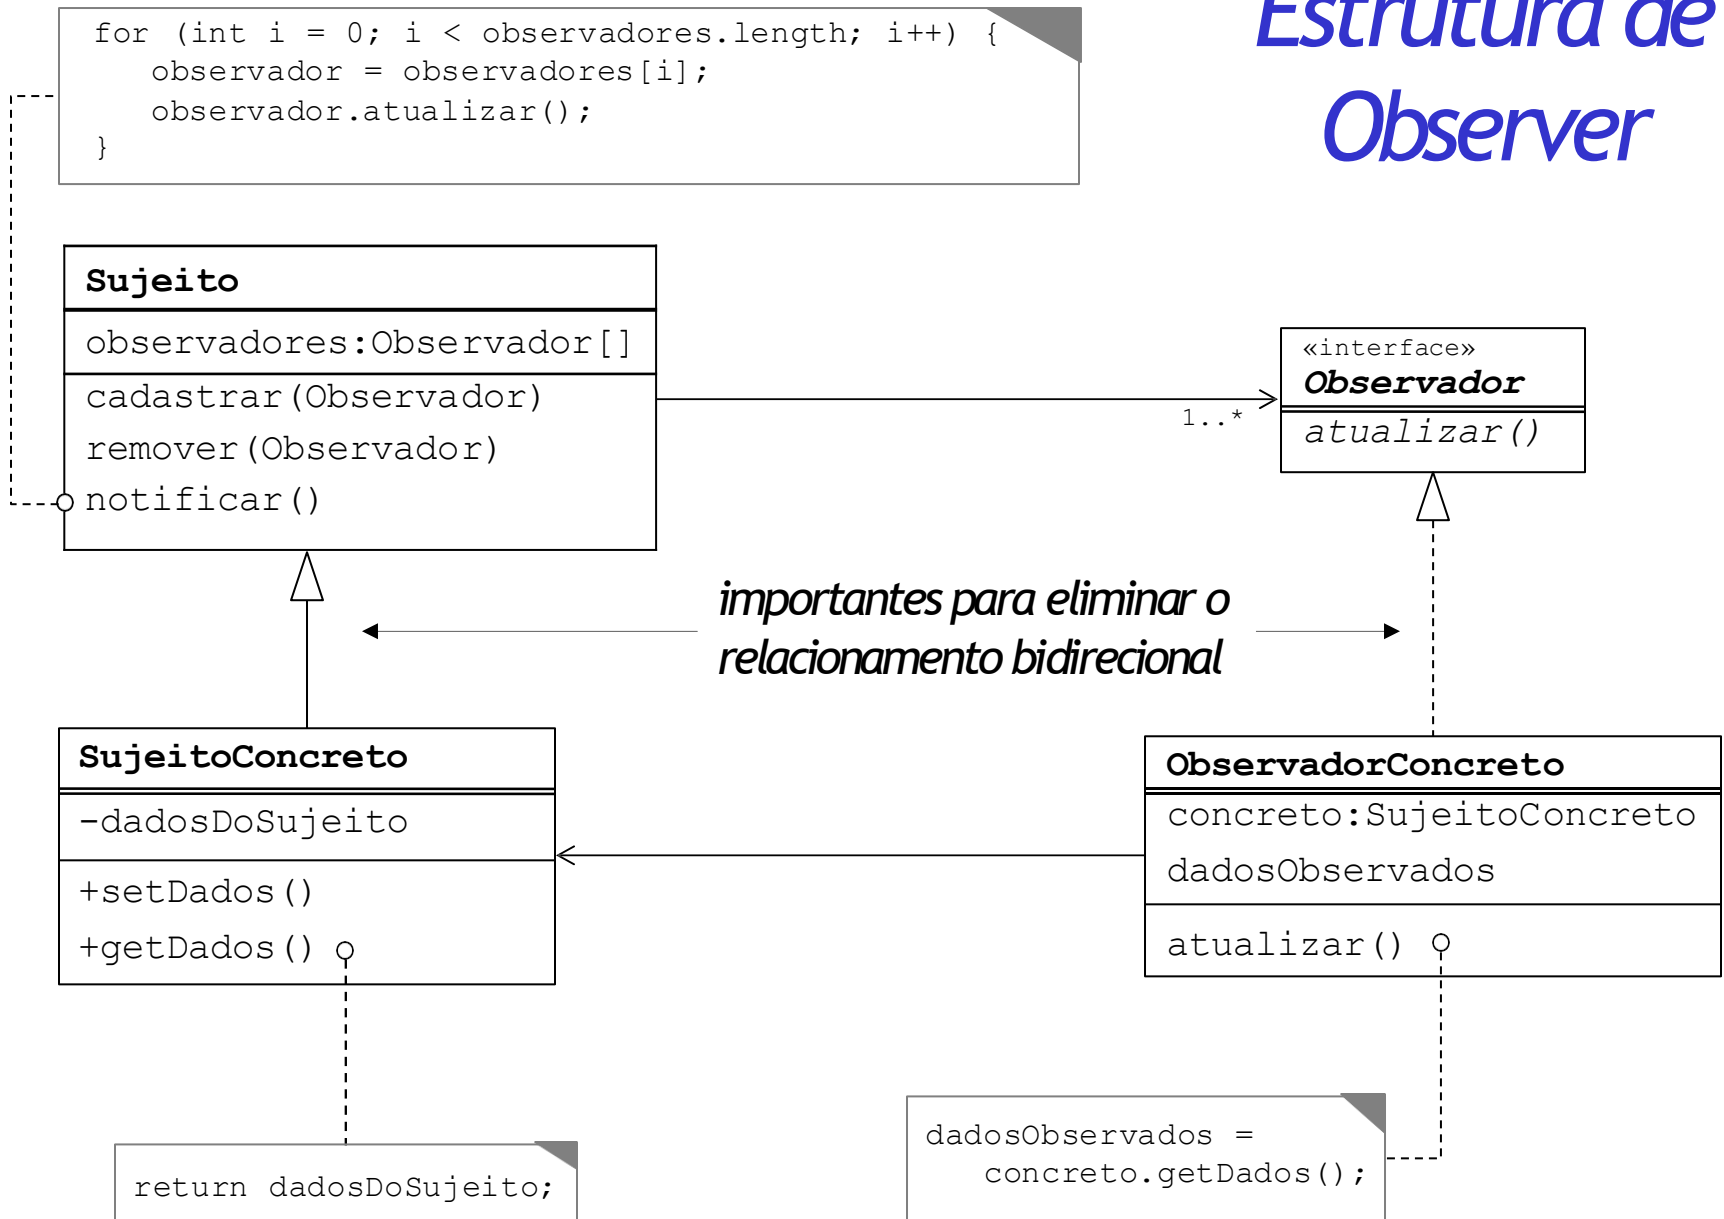 Estrutura de
Observer
for (int i = 0; i < observadores.length; i++) {
observador = observadores[i];
observador.atualizar();
}
Sujeito
observadores:Observador[]
cadastrar(Observador)
remover(Observador)
notificar()
«interface»
Observador
atualizar()
1..*
importantes para eliminar o
relacionamento bidirecional
SujeitoConcreto
-dadosDoSujeito
+setDados()
+getDados()
ObservadorConcreto
concreto:SujeitoConcreto
dadosObservados
atualizar()
return dadosDoSujeito;
dadosObservados =
concreto.getDados();